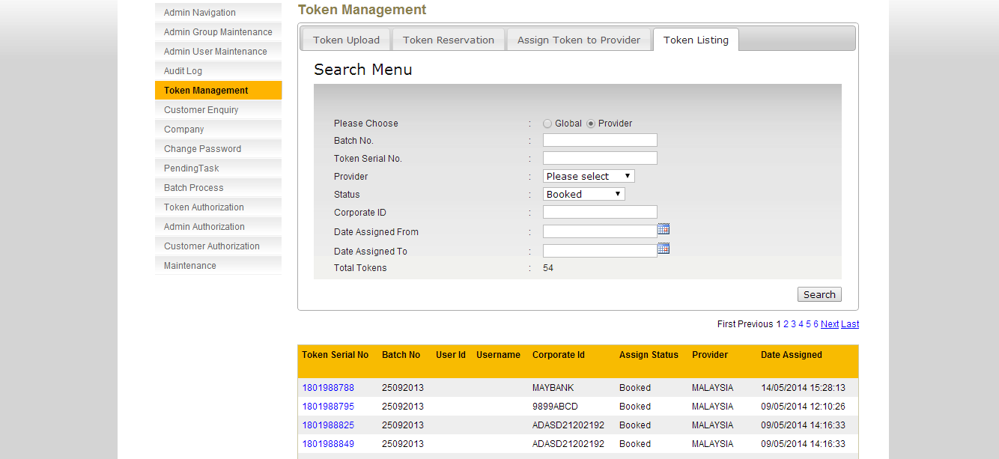 Admin Navigation
Admin Group Maintenance
Admin User Maintenance
Audit Log
Token Management
Customer Enquiry
Company
Change Password
PendingTask
Batch Process
Token Authorization
Admin Authorization
Customer Authorization
Maintenance
Token Management
Token Upload Token Reservation Assign Token to Provider Token Listing
Search Menu
Please Choose : Global Provider
Batch No. :
Token Serial No. :
Provider : Please select
Status : Booked
Corporate ID :
Date Assigned From :
Date Assigned To :
Total Tokens : 54
Search
First Previous 1 2 3 4 5 6 Next Last
Token Serial No Batch No User Id Username Corporate Id Assign Status Provider Date Assigned
1801988788 25092013 MAYBANK Booked MALAYSIA 14/05/2014 15:28:13
1801988795 25092013 9899ABCD Booked MALAYSIA 09/05/2014 12:10:26
1801988825 25092013 ADASD21202192 Booked MALAYSIA 09/05/2014 14:16:33
1801988849 25092013 ADASD21202192 Booked MALAYSIA 09/05/2014 14:16:33